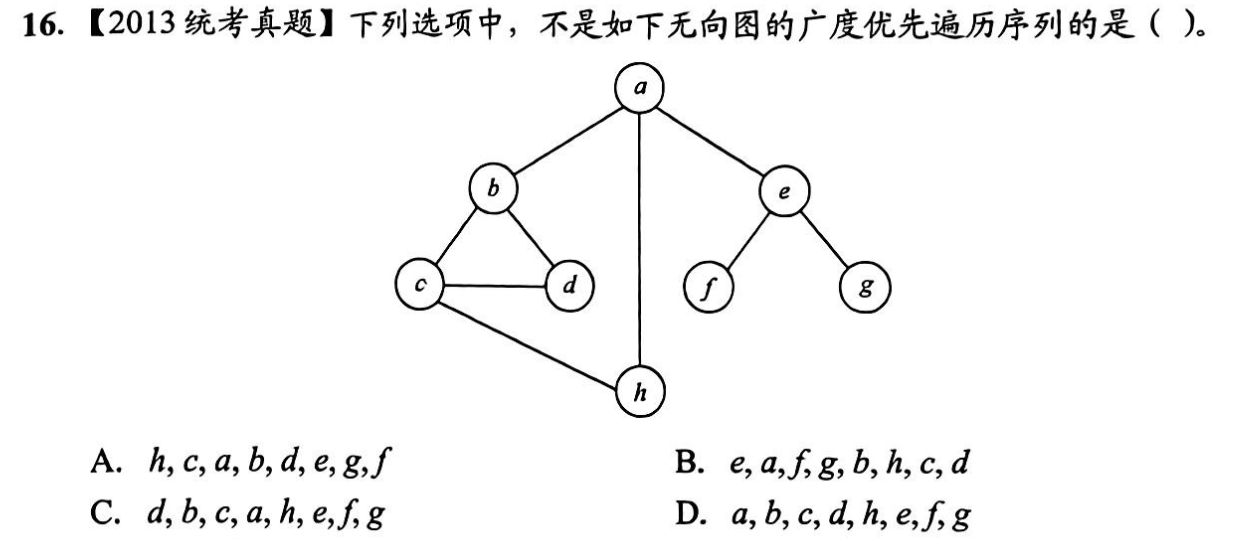 16.【2013 统考真题】下列选项中，不是如下无向图的广度优先遍历序列的是（ ）。
a
b
e
c
d
f
g
h
A. h, c, a, b, d, e, g, f
B. e, a, f, g, b, h, c, d
C. d, b, c, a, h, e, f, g
D. a, b, c, d, h, e, f, g